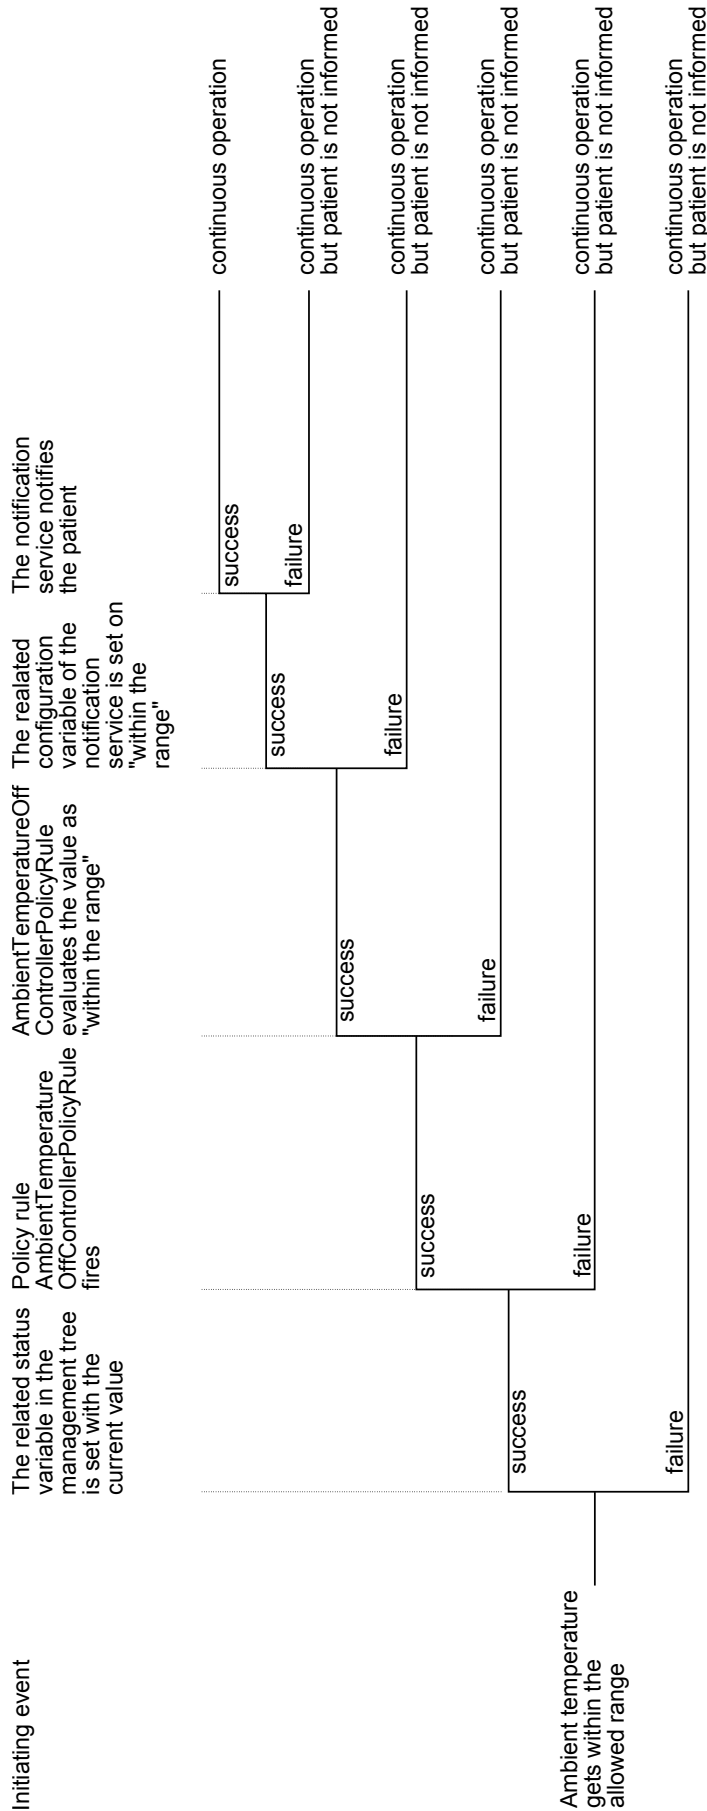 Initiating event
The related status
variable in the
management tree
is set with the
current value
Policy rule
AmbientTemperature
OffControllerPolicyRule
fires
AmbientTemperatureOff
ControllerPolicyRule
evaluates the value as
"within the range"
The realated
configuration
variable of the
notification
service is set on
"within the
range"
The notification
service notifies
the patient
Ambient temperature
gets within the
allowed range
success
failure
success
failure
success
failure
success
failure
success
failure
continuous operation
continuous operation
but patient is not informed
continuous operation
but patient is not informed
continuous operation
but patient is not informed
continuous operation
but patient is not informed
continuous operation
but patient is not informed